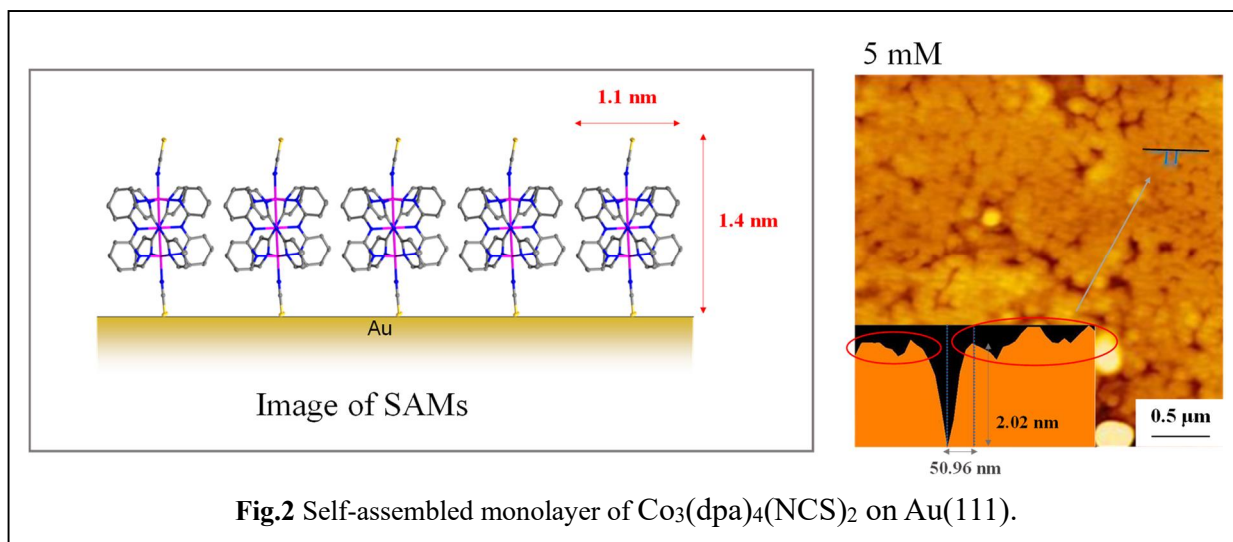 5 mM
1.1 nm
1.4 nm
Au
Image of SAMs
2.02 nm
50.96 nm
0.5 µm
Fig.2 Self-assembled monolayer of Co₃(dpa)₄(NCS)₂ on Au(111).